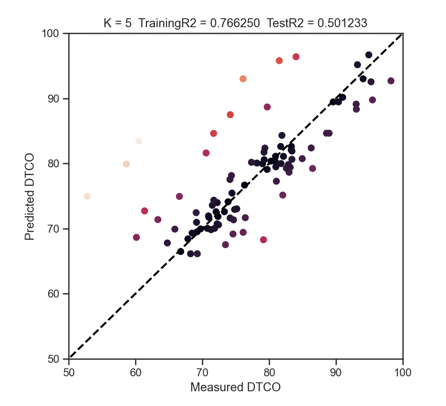 K = 5 TrainingR2 = 0.766250 TestR2 = 0.501233
100
90
80
70
60
50
Predicted DTCO
50 60 70 80 90 100
Measured DTCO